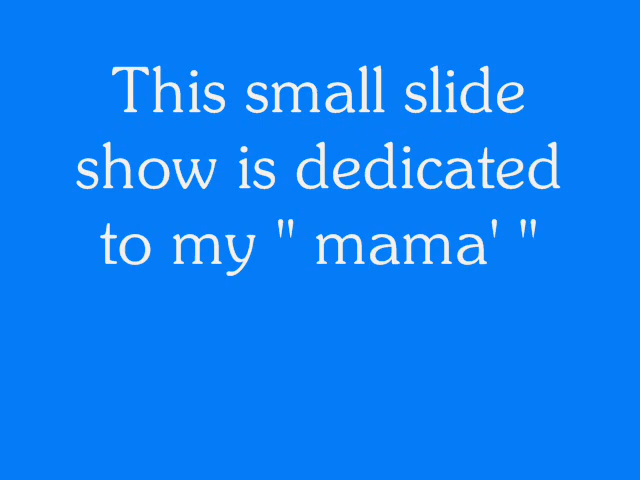 This small slide
show is dedicated
to my " mama' "